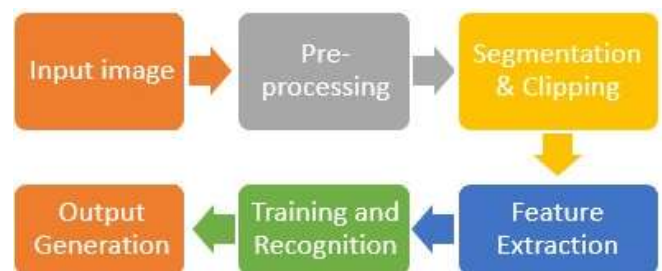 Input image
Pre-
processing
Segmentation
& Clipping
Feature
Extraction
Training and
Recognition
Output
Generation